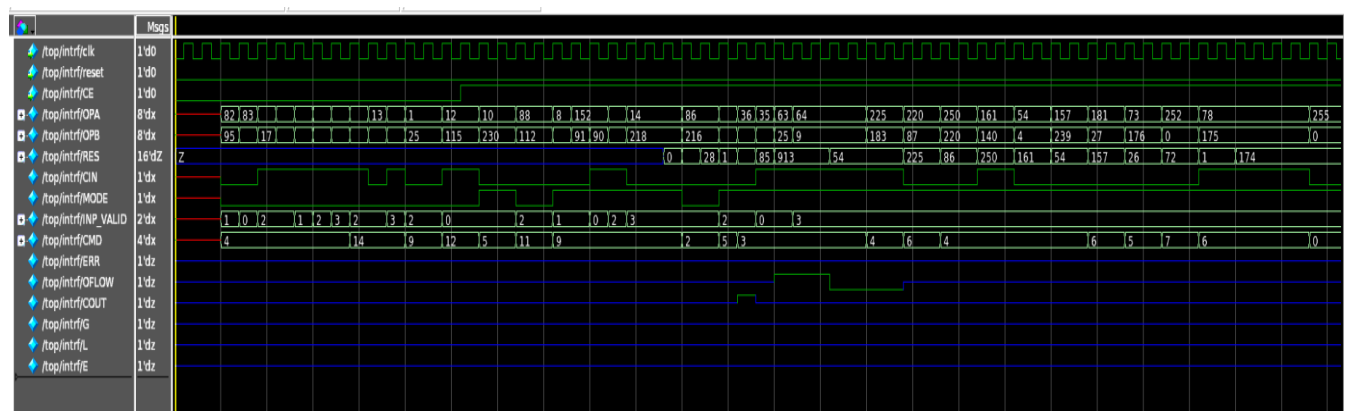 Msgs
/top/intrf/clk 1'd0
/top/intrf/reset 1'd0
/top/intrf/CE 1'd0
/top/intrf/OPA 8'dx 82 83 13 1 12 10 88 8 152 14 86 36 35 63 64 225 220 250 161 54 157 181 73 252 78 255
/top/intrf/OPB 8'dx 95 17 25 115 230 112 91 90 218 216 25 9 183 87 220 140 4 239 27 176 0 175 0
/top/intrf/RES 16'dZ Z 0 28 1 85 913 54 225 86 250 161 54 157 26 72 1 174
/top/intrf/CIN 1'dx
/top/intrf/MODE 1'dx
/top/intrf/INP_VALID 2'dx 1 0 2 1 2 3 2 3 2 0 2 1 0 2 3 2 0 3
/top/intrf/CMD 4'dx 4 14 9 12 5 11 9 2 5 3 4 6 4 6 5 7 6 0
/top/intrf/ERR 1'dz
/top/intrf/OFLOW 1'dz
/top/intrf/COUT 1'dz
/top/intrf/G 1'dz
/top/intrf/L 1'dz
/top/intrf/E 1'dz